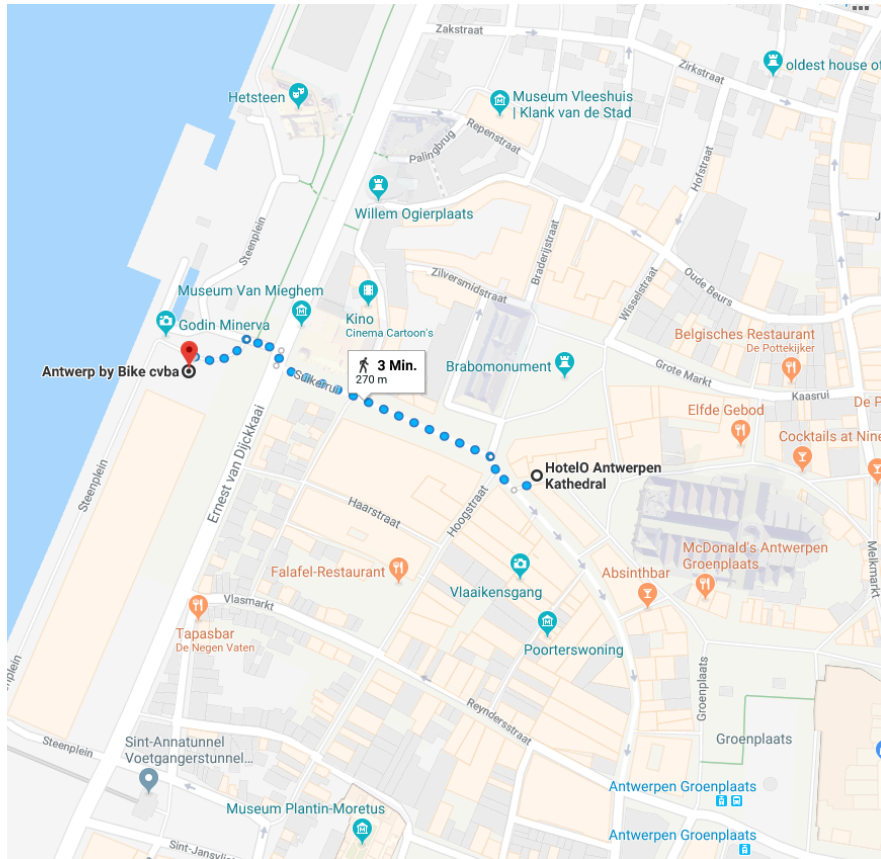 Zakstraat
Zirkstraat
oldest house of
Hetsteen
Museum Vleeshuis
| Klank van de Stad
Repenstraat
Palingbrug
Hofstraat
Willem Ogierplaats
Steenplein
Braderijstraat
Zilversmidstraat
Wisselstraat
Oude Beurs
Museum Van Mieghem
Godin Minerva
Kino
Cinema Cartoon's
Belgisches Restaurant
De Pottekijker
Brabomonument
Grote Markt
Kaasrui
3 Min.
270 m
Antwerp by Bike cvba
Suikerrui
Elfde Gebod
De P
Cocktails at Nine
Ernest van Dijckkaai
HotelO Antwerpen
Kathedral
Steenplein
Hoogstraat
Haarstraat
McDonald's Antwerpen
Groenplaats
Melkmarkt
Falafel-Restaurant
Vlaaikensgang
Absinthbar
Vlasmarkt
Tapasbar
De Negen Vaten
Poorterswoning
Groenplaats
Reyndersstraat
Steenplein
Groenplaats
Sint-Annatunnel
Voetgangerstunnel...
Antwerpen Groenplaats
Museum Plantin-Moretus
Antwerpen Groenplaats